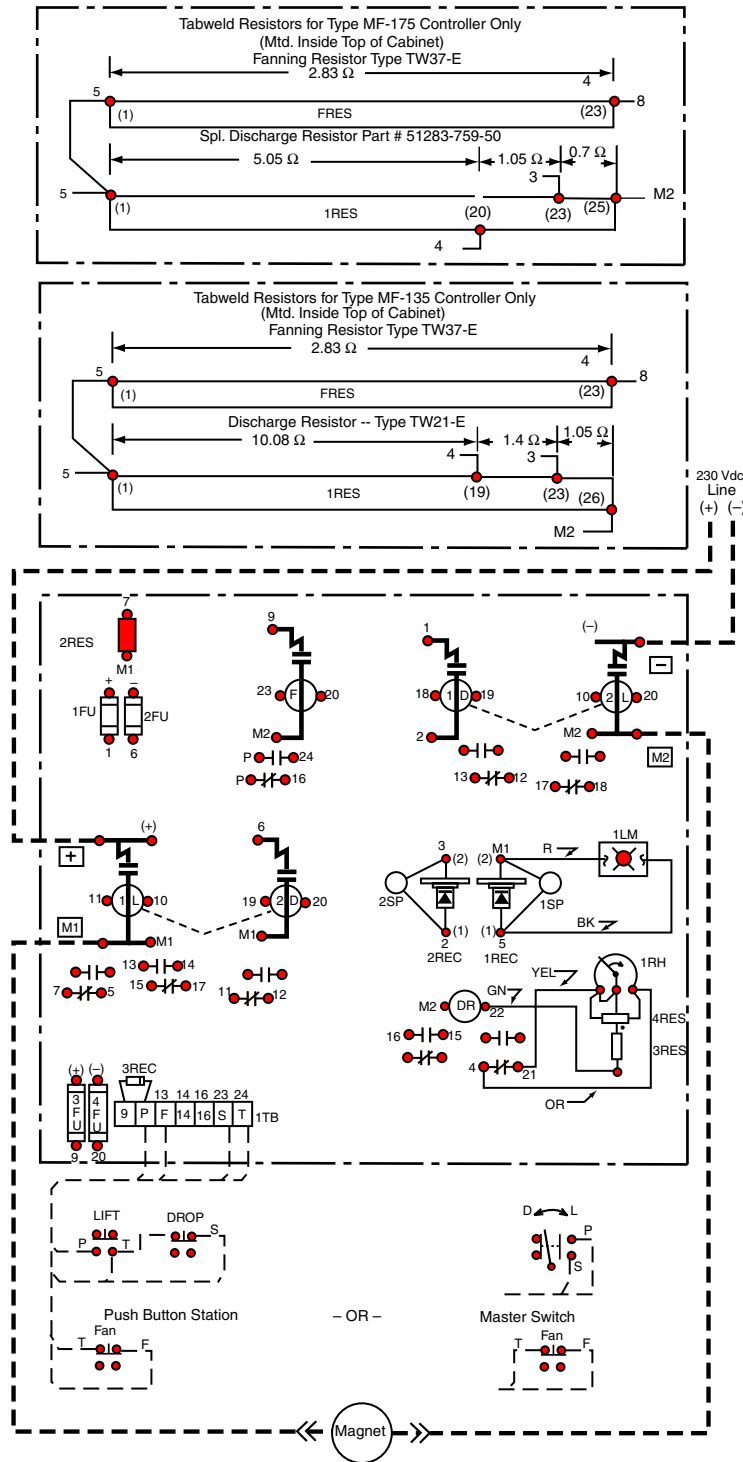 Tabweld Resistors for Type MF-175 Controller Only
(Mtd. Inside Top of Cabinet)
Fanning Resistor Type TW37-E
2.83 Ω
4
5
8
(1)
FRES
(23)
Spl. Discharge Resistor Part # 51283-759-50
5.05 Ω
1.05 Ω
0.7 Ω
3
5
M2
(1)
1RES
(20)
(23)
(25)
4
Tabweld Resistors for Type MF-135 Controller Only
(Mtd. Inside Top of Cabinet)
Fanning Resistor Type TW37-E
2.83 Ω
4
5
8
(1)
FRES
(23)
Discharge Resistor -- Type TW21-E
10.08 Ω
1.4 Ω
1.05 Ω
4
3
5
(1)
1RES
(19)
(23)
(26)
M2
230 Vdc
Line
(+) (–)
7
2RES
M1
+ –
1FU
2FU
1 6
9
23 F 20
M2
P 24
P 16
1
18 1 D 19
2
13 12
(–)
–
10 2 L 20
M2
M2
17 18
(+)
+
11 1 L 10
M1
M1
13 14
7 5
15 17
6
19 2 D 20
M1
11 12
3 (2)
2SP
2 (1)
2REC
M1
(2)
1SP
(1) 5
1REC
R
1LM
BK
YEL
1RH
GN
M2 DR 22
16 15
4 21
4RES
3RES
OR
(+) (–)
3FU
4FU
9 20
3REC
13 14 16 23 24
9 P F 14 16 S T 1TB
LIFT
P T
DROP
S
D L
P
S
Push Button Station
– OR –
Master Switch
T Fan F
T Fan F
Magnet